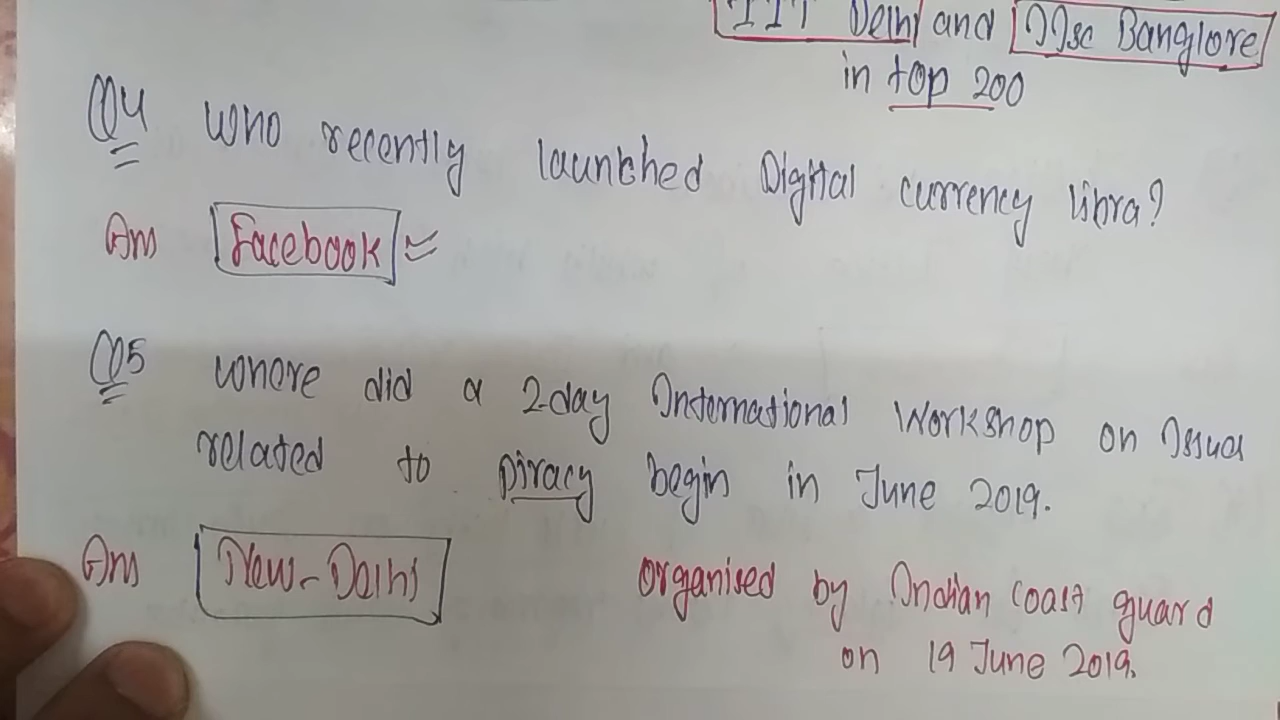 IIT Delhi and IISc Banglore
in top 200
Q4 Who recently launched Digital currency libra?
Ans Facebook
Q5 Where did a 2-day International Workshop on Issues
related to piracy begin in June 2019.
Ans New-Delhi
Organised by Indian Coast guard
on 19 June 2019.